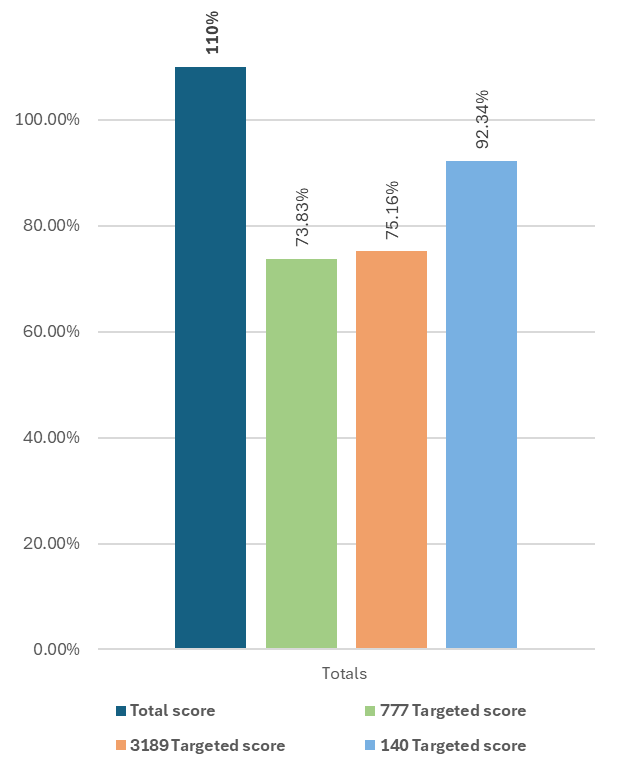 110%
100.00%
92.34%
80.00%
73.83%
75.16%
60.00%
40.00%
20.00%
0.00%
Totals
Total score
777 Targeted score
3189 Targeted score
140 Targeted score